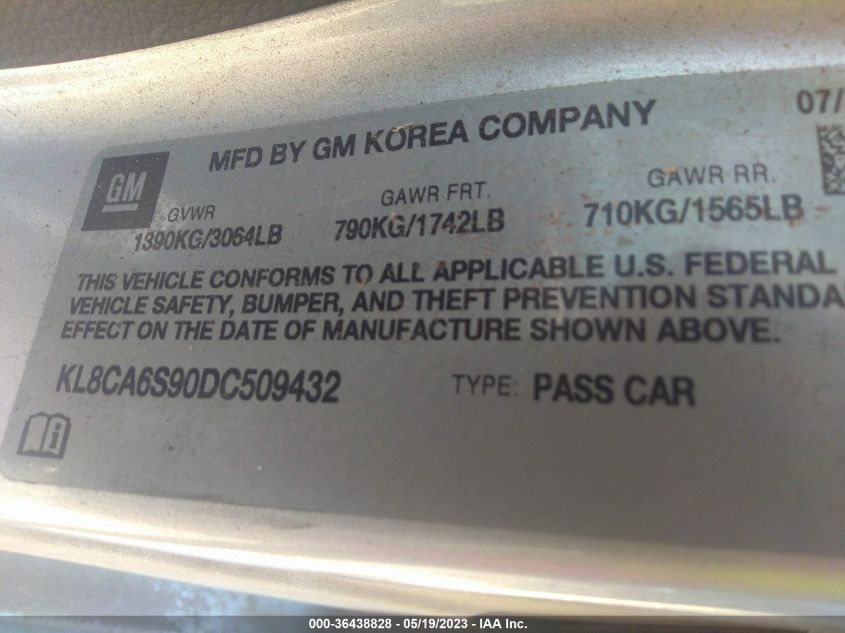 MFD BY GM KOREA COMPANY 07/
GM
GVWR GAWR FRT. GAWR RR.
1390KG/3064LB 790KG/1742LB 710KG/1565LB
THIS VEHICLE CONFORMS TO ALL APPLICABLE U.S. FEDERAL
VEHICLE SAFETY, BUMPER, AND THEFT PREVENTION STANDA
EFFECT ON THE DATE OF MANUFACTURE SHOWN ABOVE.
KL8CA6S90DC509432 TYPE: PASS CAR
000-36438828 - 05/19/2023 - IAA Inc.